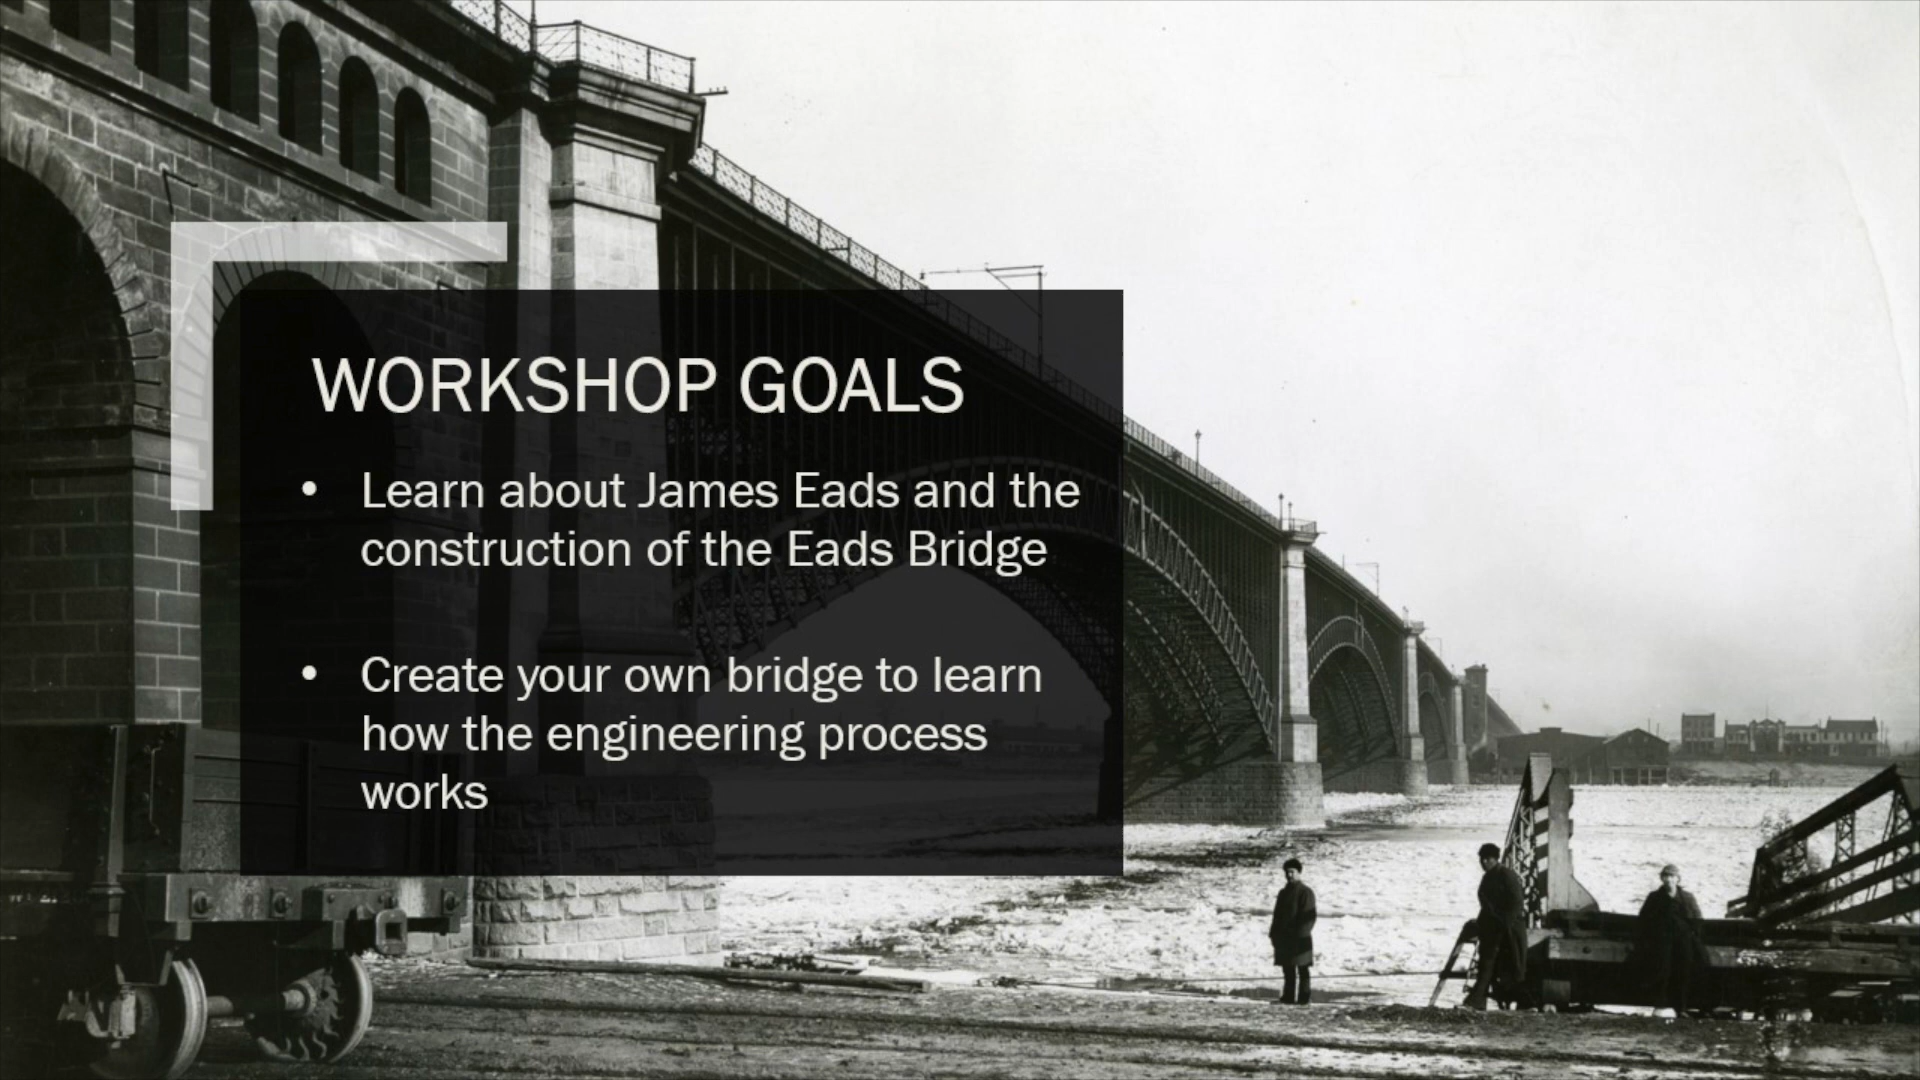 WORKSHOP GOALS
• Learn about James Eads and the
construction of the Eads Bridge
• Create your own bridge to learn
how the engineering process
works